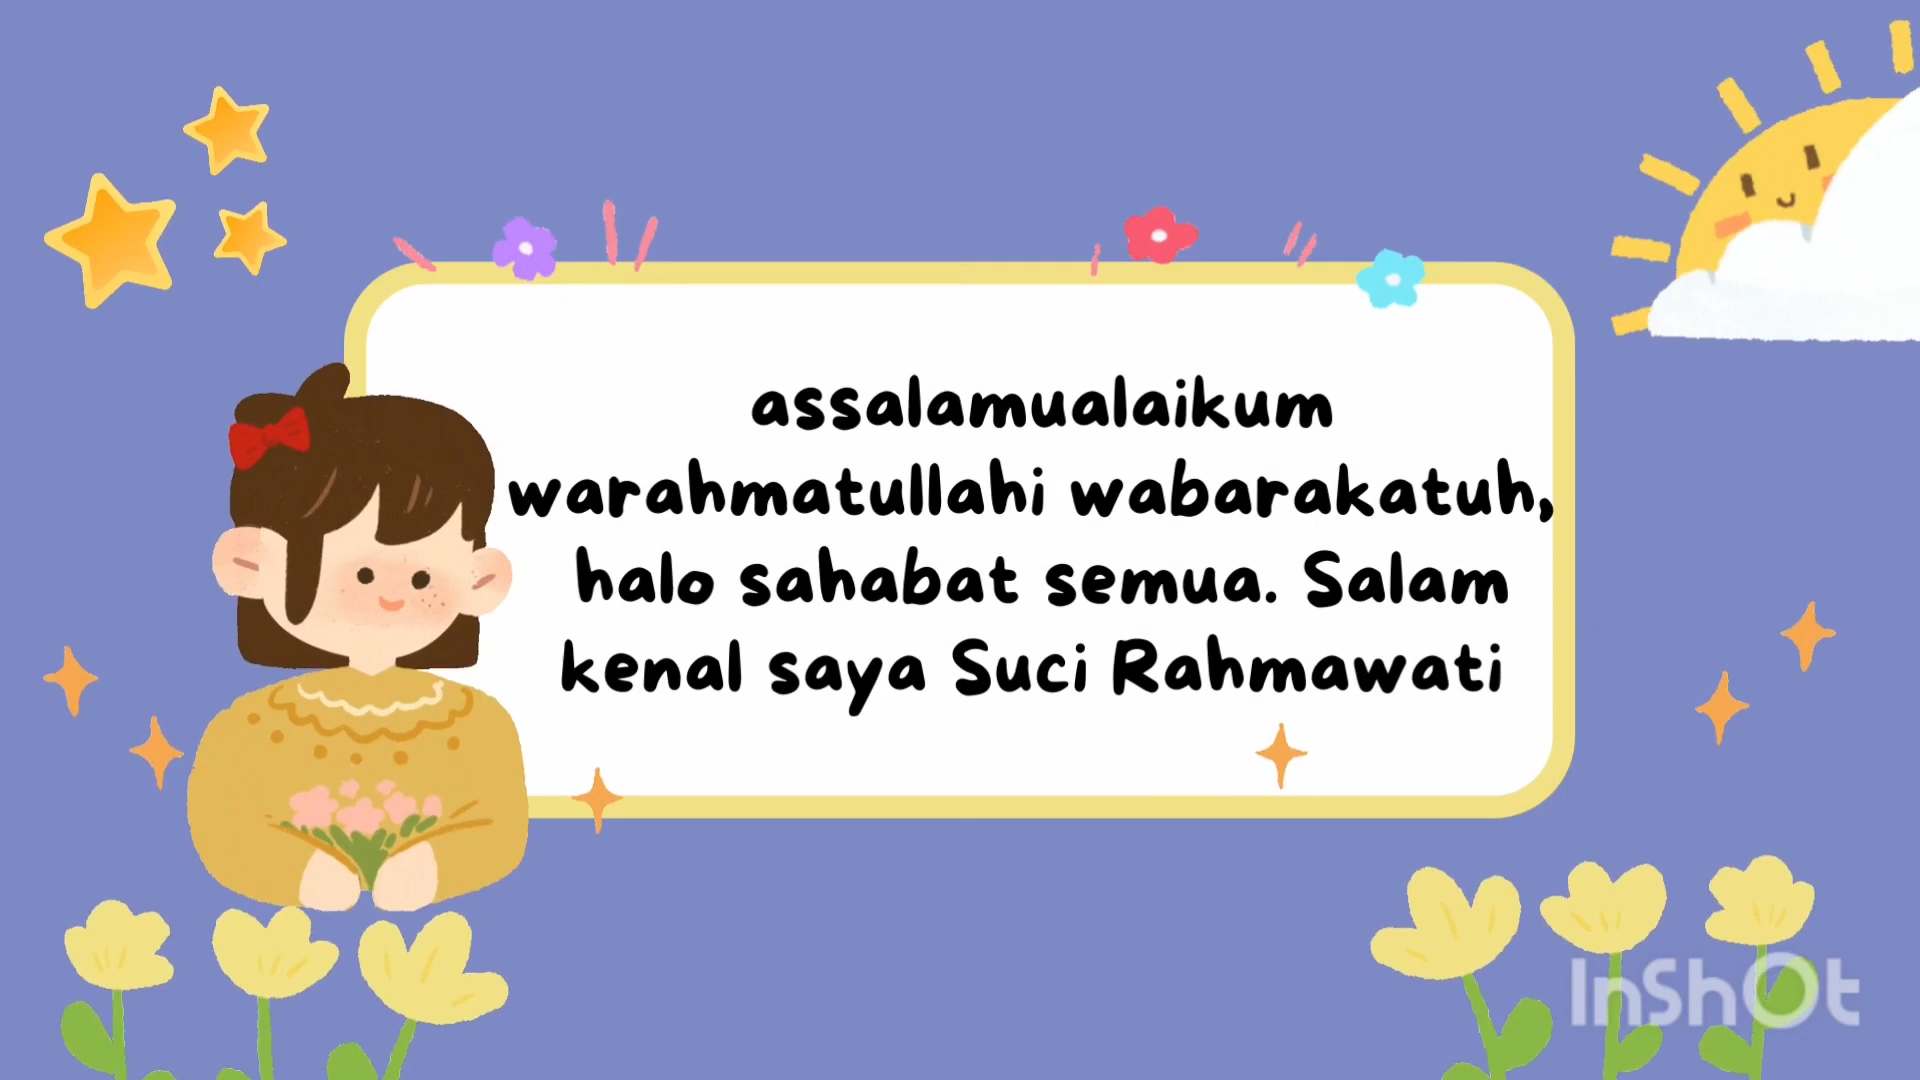 assalamualaikum
warahmatullahi wabarakatuh,
halo sahabat semua. Salam
kenal saya Suci Rahmawati
InShOt